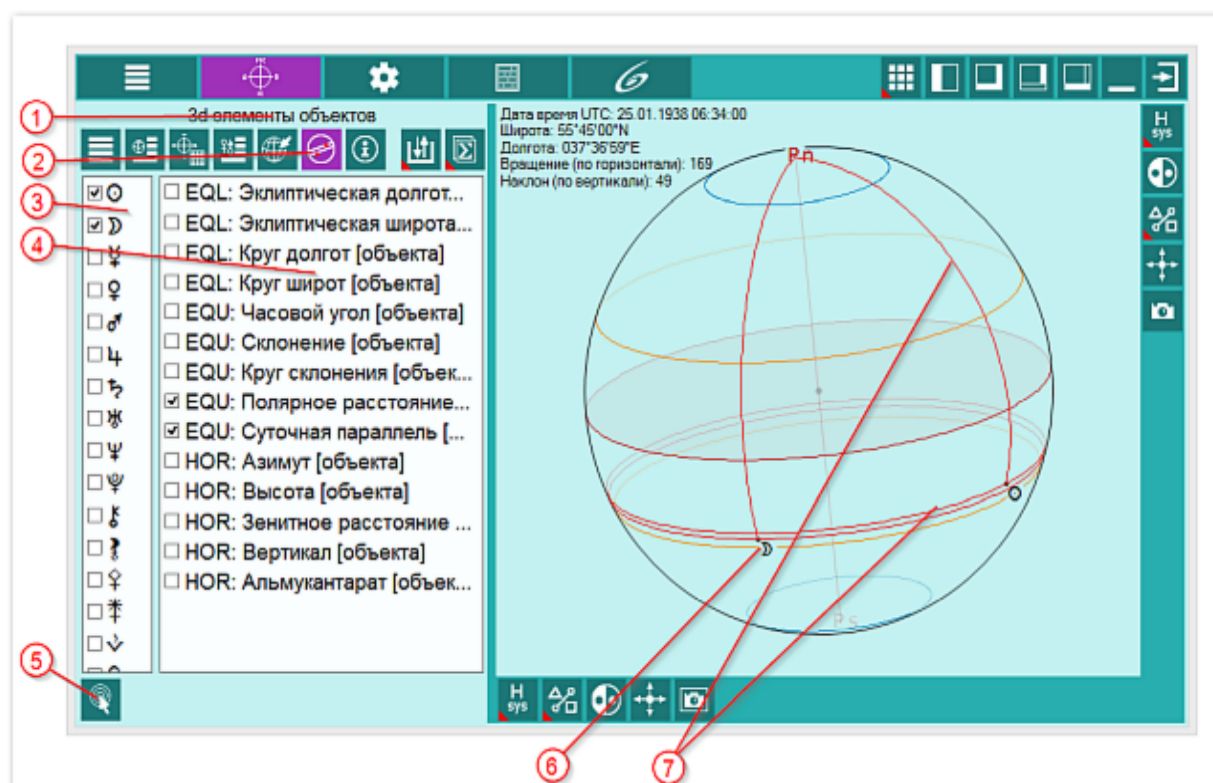 3d элементы объектов
EQL: Эклиптическая долгот...
EQL: Эклиптическая широта...
EQL: Круг долгот [объекта]
EQL: Круг широт [объекта]
EQU: Часовой угол [объекта]
EQU: Склонение [объекта]
EQU: Круг склонения [объек...
EQU: Полярное расстояние...
EQU: Суточная параллель [...
HOR: Азимут [объекта]
HOR: Высота [объекта]
HOR: Зенитное расстояние ...
HOR: Вертикал [объекта]
HOR: Альмукантарат [объек...
Дата время UTC: 25.01.1938 06:34:00
Широта: 55°45'00"N
Долгота: 037°36'59"E
Вращение (по горизонтали): 169
Наклон (по вертикали): 49
Pn
Ps
H
sys
H
sys
1
2
3
4
5
6
7